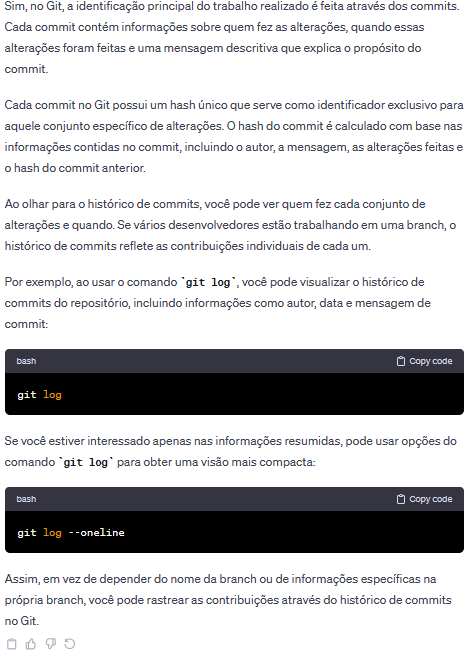 Sim, no Git, a identificação principal do trabalho realizado é feita através dos commits.
Cada commit contém informações sobre quem fez as alterações, quando essas
alterações foram feitas e uma mensagem descritiva que explica o propósito do
commit.
Cada commit no Git possui um hash único que serve como identificador exclusivo para
aquele conjunto específico de alterações. O hash do commit é calculado com base nas
informações contidas no commit, incluindo o autor, a mensagem, as alterações feitas e
o hash do commit anterior.
Ao olhar para o histórico de commits, você pode ver quem fez cada conjunto de
alterações e quando. Se vários desenvolvedores estão trabalhando em uma branch, o
histórico de commits reflete as contribuições individuais de cada um.
Por exemplo, ao usar o comando `git log`, você pode visualizar o histórico de
commits do repositório, incluindo informações como autor, data e mensagem de
commit:
bash Copy code
git log
Se você estiver interessado apenas nas informações resumidas, pode usar opções do
comando `git log` para obter uma visão mais compacta:
bash Copy code
git log --oneline
Assim, em vez de depender do nome da branch ou de informações específicas na
própria branch, você pode rastrear as contribuições através do histórico de commits
no Git.